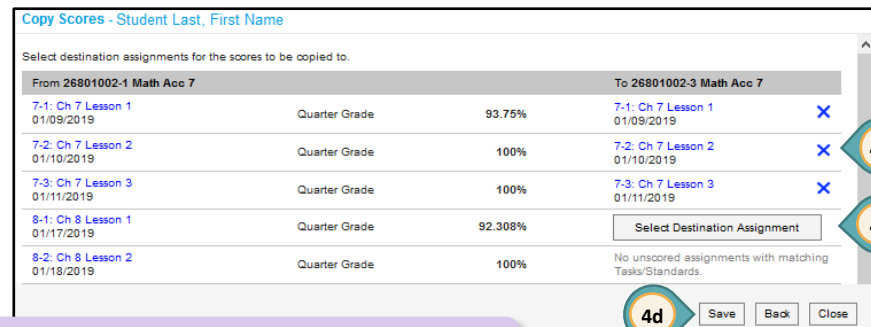 Copy Scores - Student Last, First Name
Select destination assignments for the scores to be copied to.
From 26801002-1 Math Acc 7 To 26801002-3 Math Acc 7
7-1: Ch 7 Lesson 1 Quarter Grade 93.75% 7-1: Ch 7 Lesson 1
01/09/2019 01/09/2019
7-2: Ch 7 Lesson 2 Quarter Grade 100% 7-2: Ch 7 Lesson 2
01/10/2019 01/10/2019
7-3: Ch 7 Lesson 3 Quarter Grade 100% 7-3: Ch 7 Lesson 3
01/11/2019 01/11/2019
8-1: Ch 8 Lesson 1 Quarter Grade 92.308% Select Destination Assignment
01/17/2019
8-2: Ch 8 Lesson 2 Quarter Grade 100% No unscored assignments with matching
01/18/2019 Tasks/Standards.
4d Save Back Close